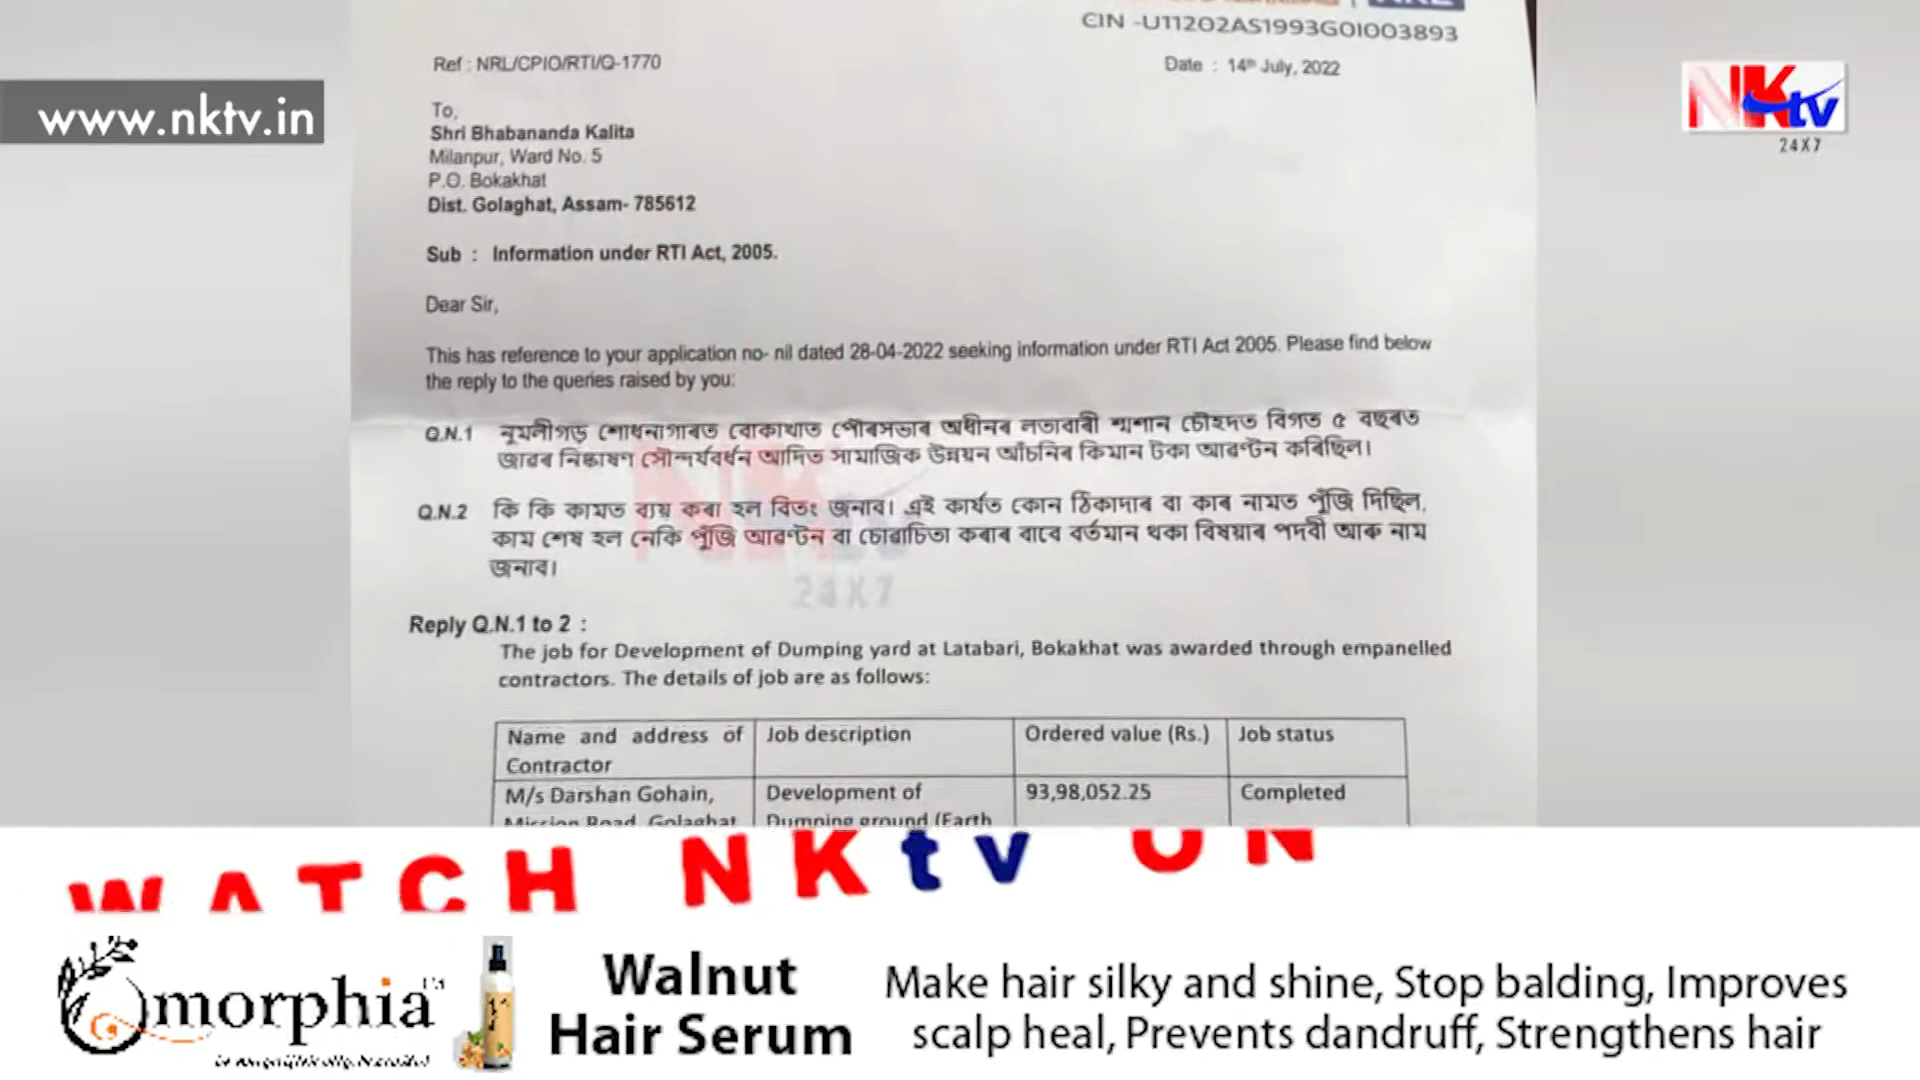 CIN -U11202AS1993GOI003893
Ref : NRL/CPIO/RTI/Q-1770
Date : 14th July, 2022
www.nktv.in
NKtv
24X7
To,
Shri Bhabananda Kalita
Milanpur, Ward No. 5
P.O. Bokakhat
Dist. Golaghat, Assam- 785612
Sub : Information under RTI Act, 2005.
Dear Sir,
This has reference to your application no- nil dated 28-04-2022 seeking information under RTI Act 2005. Please find below
the reply to the queries raised by you:
Q.N.1 নুমলীগড় শোধনাগাৰত বোকাখাত পৌৰসভাৰ অধীনৰ লতাবাৰী শ্মশান চৌহদত বিগত ৫ বছৰত
জাবৰ নিষ্কাষণ সৌন্দৰ্যবৰ্ধন আদিত সামাজিক উন্নয়ন আঁচনিৰ কিমান টকা আৱণ্টন কৰিছিল।
Q.N.2 কি কি কামত ব্যয় কৰা হল বিতং জনাব। এই কাৰ্যত কোন ঠিকাদাৰ বা কাৰ নামত পুঁজি দিছিল,
কাম শেষ হল নেকি পুঁজি আৱণ্টন বা চোৱাচিতা কৰাৰ বাবে বৰ্তমান থকা বিষয়াৰ পদবী আৰু নাম
জনাব।
24X7
Reply Q.N.1 to 2 :
The job for Development of Dumping yard at Latabari, Bokakhat was awarded through empanelled
contractors. The details of job are as follows:
Name and address of Contractor
Job description
Ordered value (Rs.)
Job status
M/s Darshan Gohain,
Mission Road, Golaghat
Development of
Dumping ground (Earth
93,98,052.25
Completed
WATCH NKtv ON
Omorphia™
Walnut
Hair Serum
Make hair silky and shine, Stop balding, Improves
scalp heal, Prevents dandruff, Strengthens hair